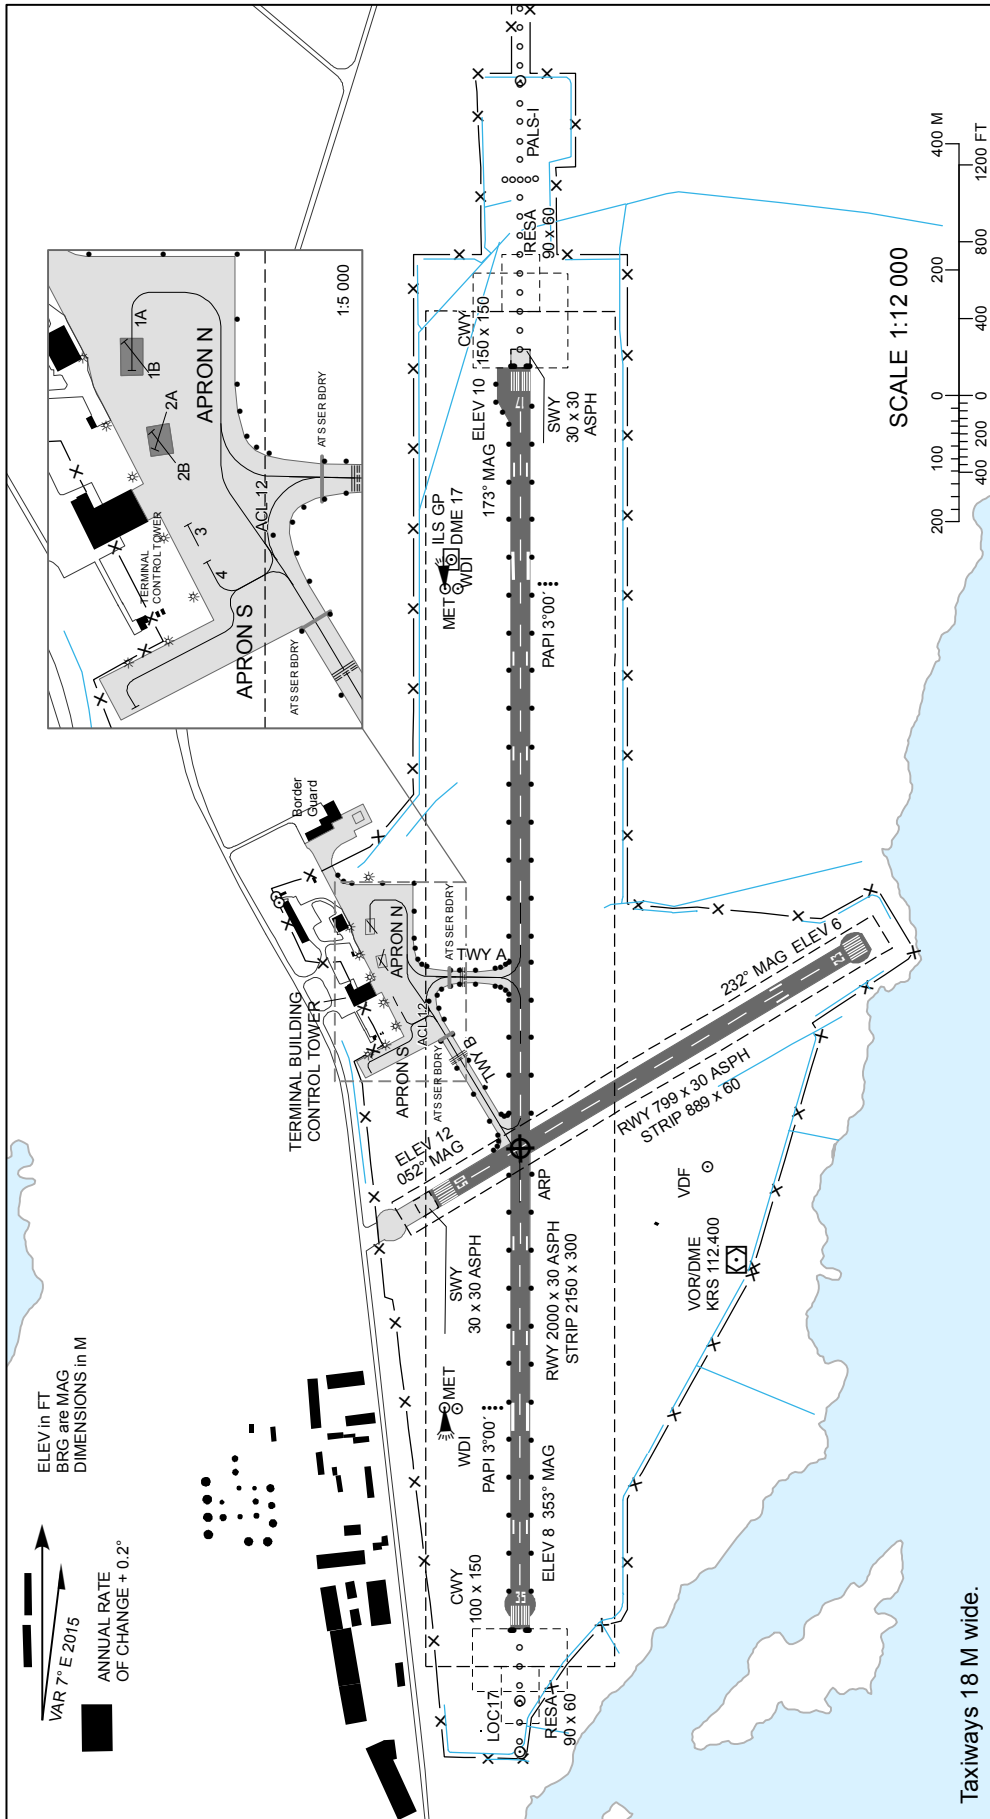 ELEV in FT
BRG are MAG
DIMENSIONS in M
VAR 7° E 2015
ANNUAL RATE
OF CHANGE + 0.2°
TERMINAL
CONTROL TOWER
APRON S
APRON N
ATS SER BDRY
ATS SER BDRY
ACL 12
1A
1B
2A
2B
3
4
1:5 000
Border
Guard
TERMINAL BUILDING
CONTROL TOWER
APRON S
APRON N
ACL 12
ATS SER BDRY
ATS SER BDRY
TWY A
TWY B
ELEV 12
052° MAG
05
SWY
30 x 30 ASPH
ARP
RWY 2000 x 30 ASPH
STRIP 2150 x 300
RWY 799 x 30 ASPH
STRIP 889 x 60
232° MAG ELEV 6
23
VDF
VOR/DME
KRS 112.400
MET
WDI
PAPI 3°00´
ELEV 8 353° MAG
35
CWY
100 x 150
LOC17
RESA
90 x 60
MET
WDI
ILS GP
DME 17
PAPI 3°00´
173° MAG
ELEV 10
17
CWY
150 x 150
SWY
30 x 30
ASPH
RESA
90 x 60
PALS-I
SCALE 1:12 000
200 100 0 200 400 M
400 200 0 400 800 1200 FT
Taxiways 18 M wide.